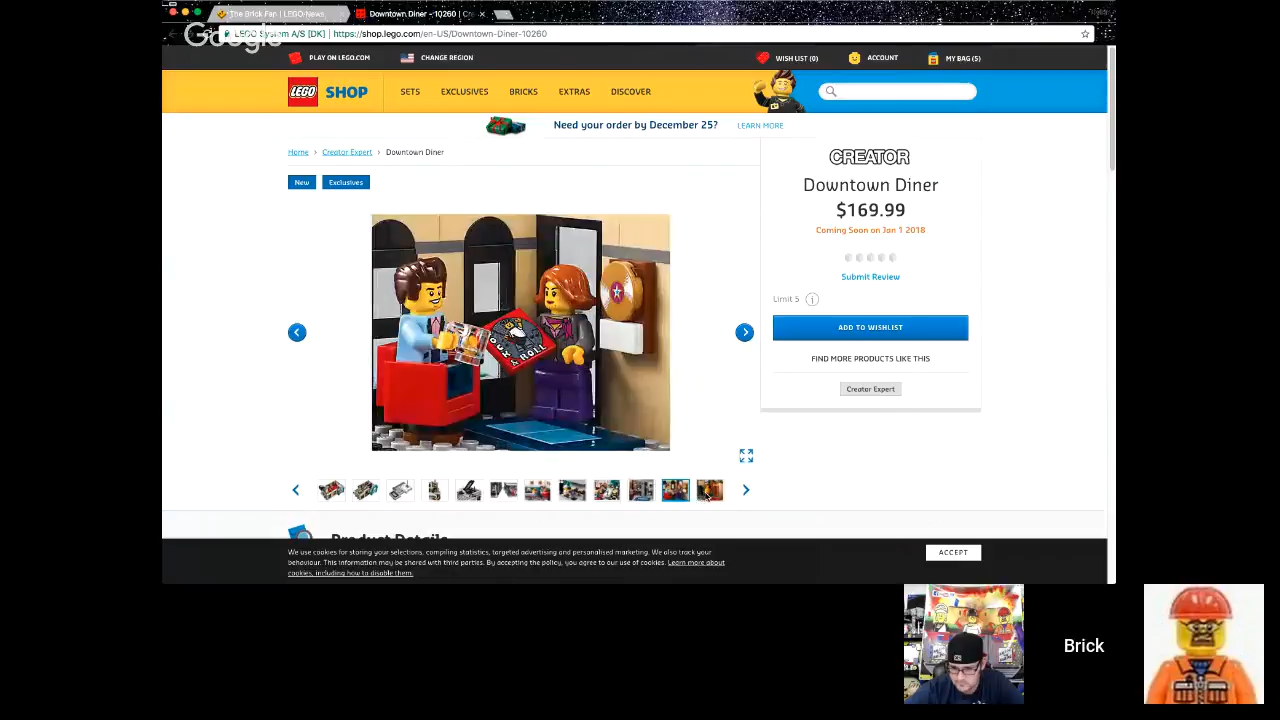 The Brick Fan | LEGO News
Downtown Diner - 10260 | Cr
Google
LEGO System A/S [DK] | https://shop.lego.com/en-US/Downtown-Diner-10260
PLAY ON LEGO.COM
CHANGE REGION
WISH LIST (0)
ACCOUNT
MY BAG (5)
LEGO SHOP
SETS
EXCLUSIVES
BRICKS
EXTRAS
DISCOVER
Need your order by December 25?
LEARN MORE
Home > Creator Expert > Downtown Diner
New
Exclusives
ROCK & ROLL
CREATOR
Downtown Diner
$169.99
Coming Soon on Jan 1 2018
Submit Review
Limit 5 i
ADD TO WISHLIST
FIND MORE PRODUCTS LIKE THIS
Creator Expert
Product Details
We use cookies for storing your selections, compiling statistics, targeted advertising and personalised marketing. We also track your
behaviour. This information may be shared with third parties. By accepting the policy, you agree to our use of cookies. Learn more about
cookies, including how to disable them.
ACCEPT
Brick